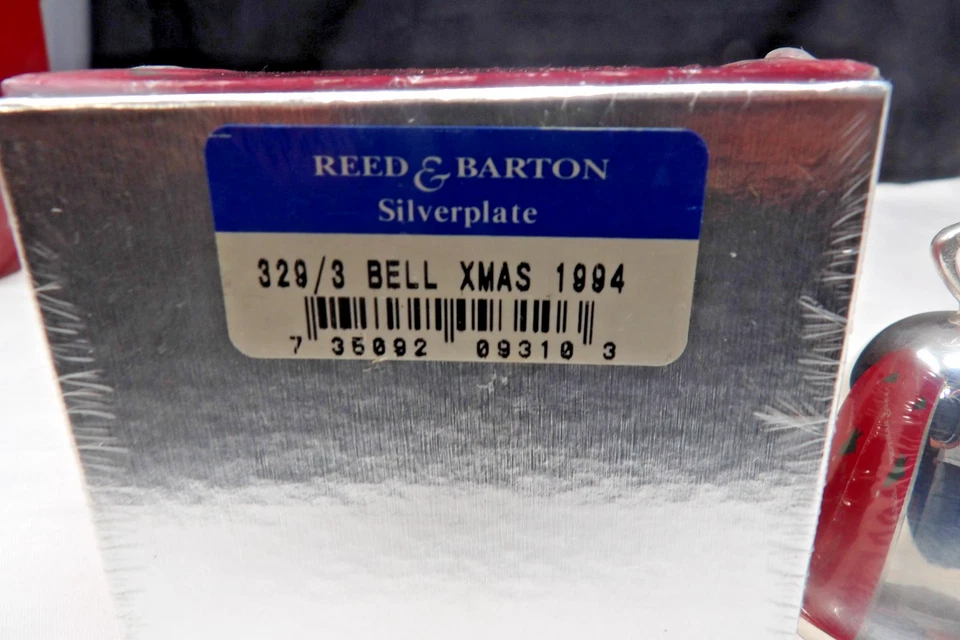 REED & BARTON
Silverplate
329/3 BELL XMAS 1994
7 35092 09310 3